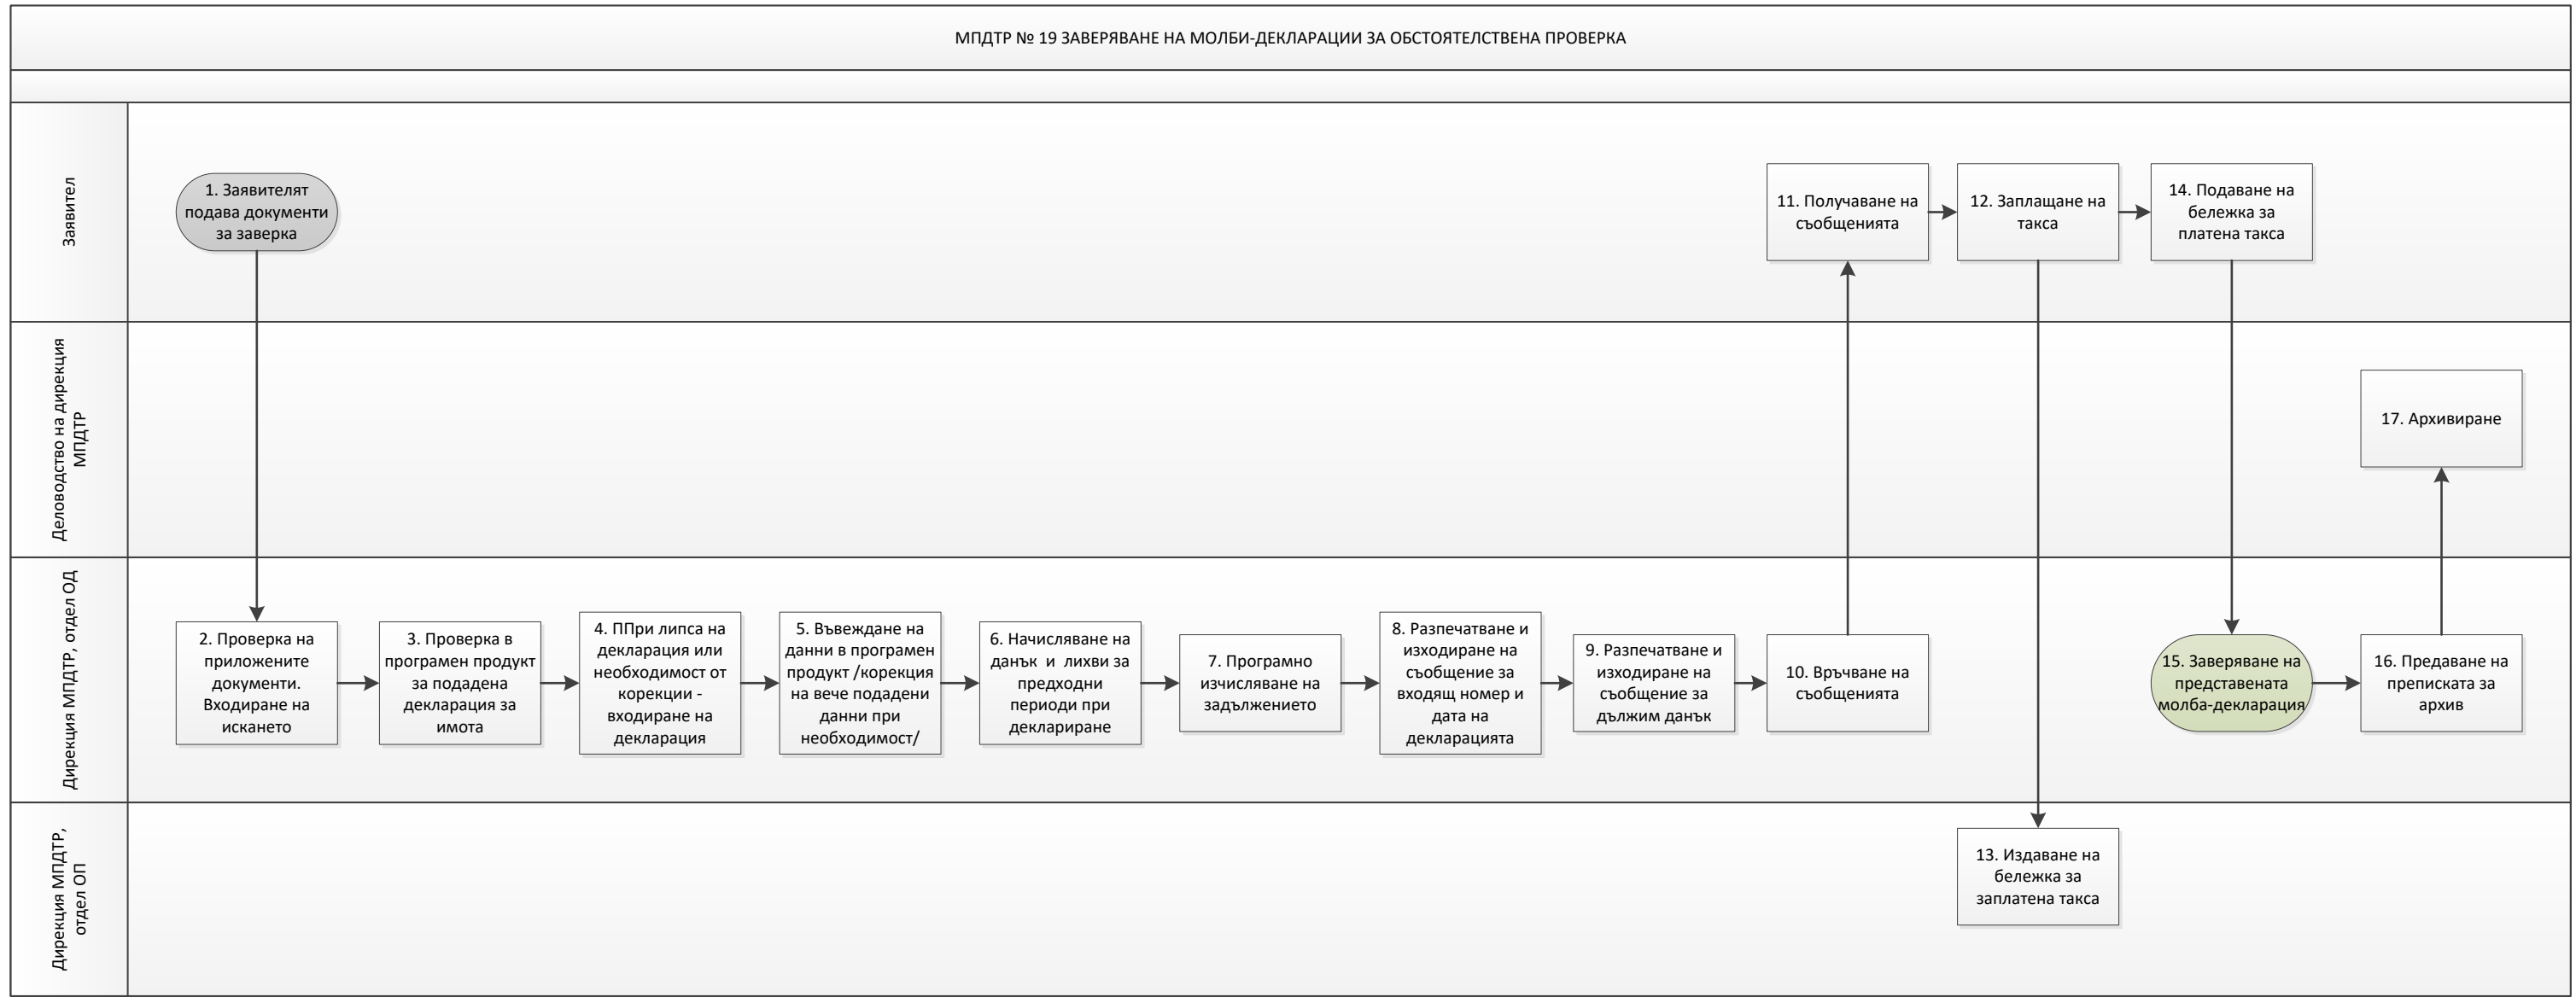 МПДТР № 19 ЗАВЕРЯВАНЕ НА МОЛБИ-ДЕКЛАРАЦИИ ЗА ОБСТОЯТЕЛСТВЕНА ПРОВЕРКА
Заявител
1. Заявителят
подава документи
за заверка
11. Получаване на
съобщенията
12. Заплащане на
такса
14. Подаване на
бележка за
платена такса
Деловодство на дирекция
МПДТР
17. Архивиране
Дирекция МПДТР, отдел ОД
2. Проверка на
приложените
документи.
Входиране на
искането
3. Проверка в
програмен продукт
за подадена
декларация за
имота
4. ППри липса на
декларация или
необходимост от
корекции -
входиране на
декларация
5. Въвеждане на
данни в програмен
продукт /корекция
на вече подадени
данни при
необходимост/
6. Начисляване на
данък и лихви за
предходни
периоди при
деклариране
7. Програмно
изчисляване на
задължението
8. Разпечатване и
изходиране на
съобщение за
входящ номер и
дата на
декларацията
9. Разпечатване и
изходиране на
съобщение за
дължим данък
10. Връчване на
съобщенията
15. Заверяване на
представената
молба-декларация
16. Предаване на
преписката за
архив
Дирекция МПДТР,
отдел ОП
13. Издаване на
бележка за
заплатена такса